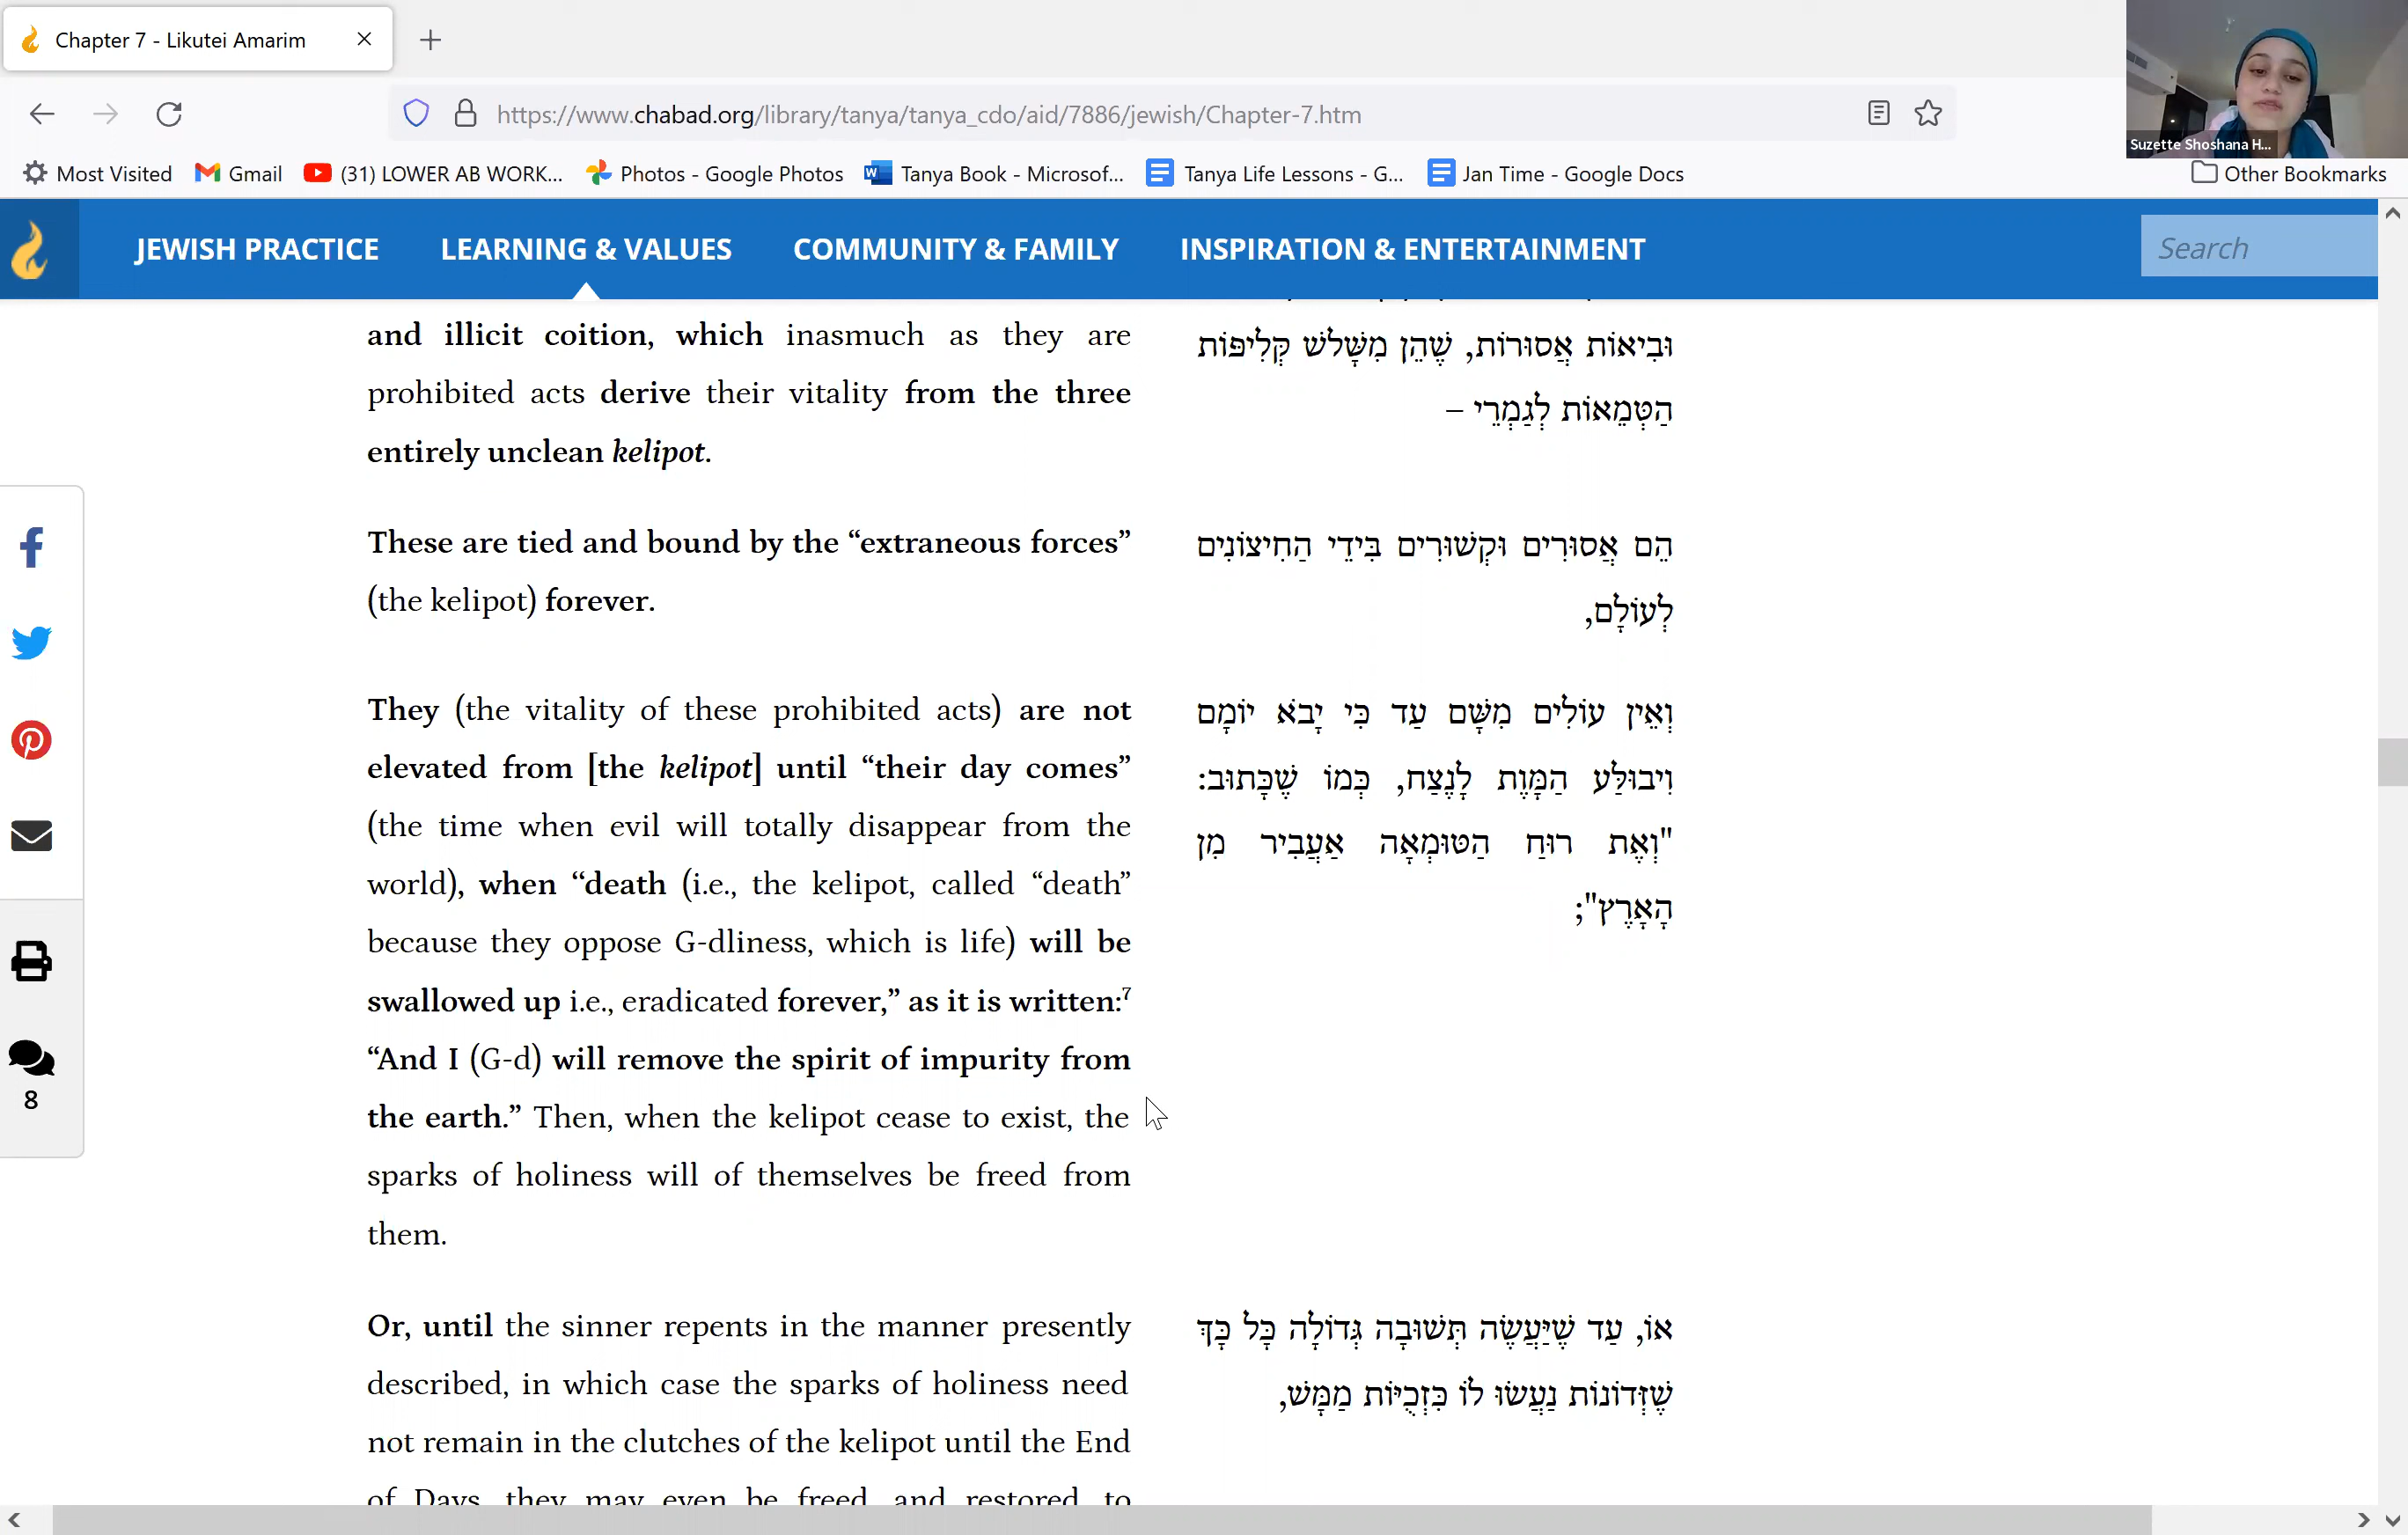 Chapter 7 - Likutei Amarim
https://www.chabad.org/library/tanya/tanya_cdo/aid/7886/jewish/Chapter-7.htm
Suzette Shoshana H...
Most Visited Gmail (31) LOWER AB WORK... Photos - Google Photos Tanya Book - Microsof... Tanya Life Lessons - G... Jan Time - Google Docs Other Bookmarks
JEWISH PRACTICE LEARNING & VALUES COMMUNITY & FAMILY INSPIRATION & ENTERTAINMENT Search
and illicit coition, which inasmuch as they are
prohibited acts derive their vitality from the three
entirely unclean kelipot.
וּבִיאוֹת אֲסוּרוֹת, שֶׁהֵן מִשָּׁלֹשׁ קְלִיפּוֹת
הַטְּמֵאוֹת לְגַמְרֵי –
These are tied and bound by the “extraneous forces”
(the kelipot) forever.
הֵם אֲסוּרִים וּקְשׁוּרִים בִּידֵי הַחִיצוֹנִים
לְעוֹלָם,
They (the vitality of these prohibited acts) are not
elevated from [the kelipot] until “their day comes”
(the time when evil will totally disappear from the
world), when “death (i.e., the kelipot, called “death”
because they oppose G-dliness, which is life) will be
swallowed up i.e., eradicated forever,” as it is written:7
“And I (G-d) will remove the spirit of impurity from
the earth.” Then, when the kelipot cease to exist, the
sparks of holiness will of themselves be freed from
them.
וְאֵין עוֹלִים מִשָּׁם עַד כִּי יָבֹא יוֹמָם
וִיבוּלַּע הַמָּוֶת לָנֶצַח, כְּמוֹ שֶׁכָּתוּב:
"וְאֶת רוּחַ הַטּוּמְאָה אַעֲבִיר מִן
הָאָרֶץ";
Or, until the sinner repents in the manner presently
described, in which case the sparks of holiness need
not remain in the clutches of the kelipot until the End
of Days, they may even be freed, and restored to
אוֹ, עַד שֶׁיַּעֲשֶׂה תְּשׁוּבָה גְּדוֹלָה כָּל כָּךְ
שֶׁזְּדוֹנוֹת נַעֲשׂוּ לוֹ כִּזְכֻיּוֹת מַמָּשׁ,
8